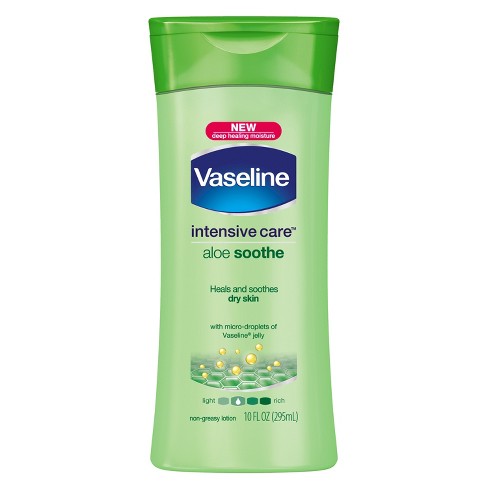 NEW
deep healing moisture
Vaseline
intensive care™
aloe soothe
Heals and soothes
dry skin
with micro-droplets of
Vaseline® jelly
light rich
non-greasy lotion 10 FL OZ (295mL)